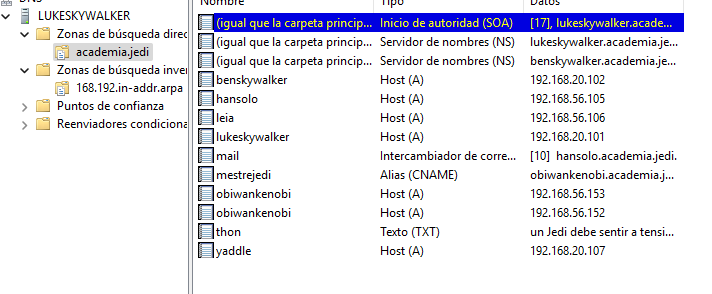 DNS
LUKESKYWALKER
Zonas de búsqueda direc
academia.jedi
Zonas de búsqueda inver
168.192.in-addr.arpa
Puntos de confianza
Reenviadores condiciona
Nombre Tipo Datos
(igual que la carpeta princip... Inicio de autoridad (SOA) [17], lukeskywalker.acade...
(igual que la carpeta princip... Servidor de nombres (NS) lukeskywalker.academia.je...
(igual que la carpeta princip... Servidor de nombres (NS) benskywalker.academia.je...
benskywalker Host (A) 192.168.20.102
hansolo Host (A) 192.168.56.105
leia Host (A) 192.168.56.106
lukeskywalker Host (A) 192.168.20.101
mail Intercambiador de corre... [10] hansolo.academia.jedi.
mestrejedi Alias (CNAME) obiwankenobi.academia.j...
obiwankenobi Host (A) 192.168.56.153
obiwankenobi Host (A) 192.168.56.152
thon Texto (TXT) un Jedi debe sentir a tensi...
yaddle Host (A) 192.168.20.107